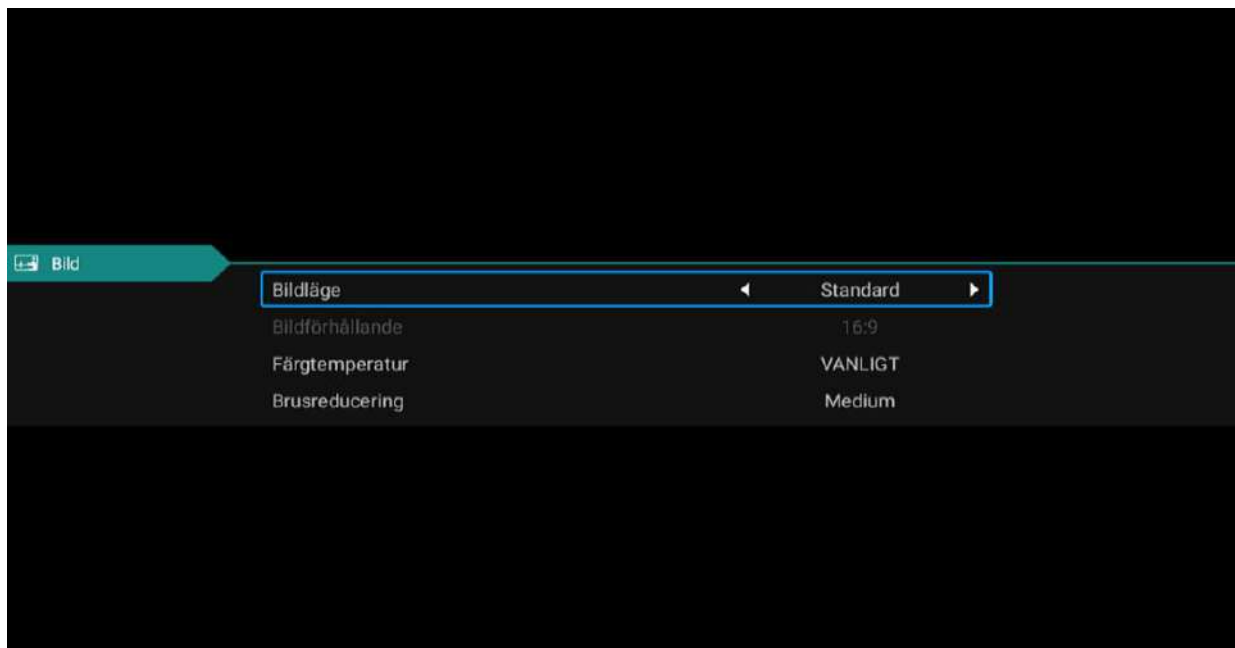 Bild
Bildläge Standard
Bildförhållande 16:9
Färgtemperatur VANLIGT
Brusreducering Medium